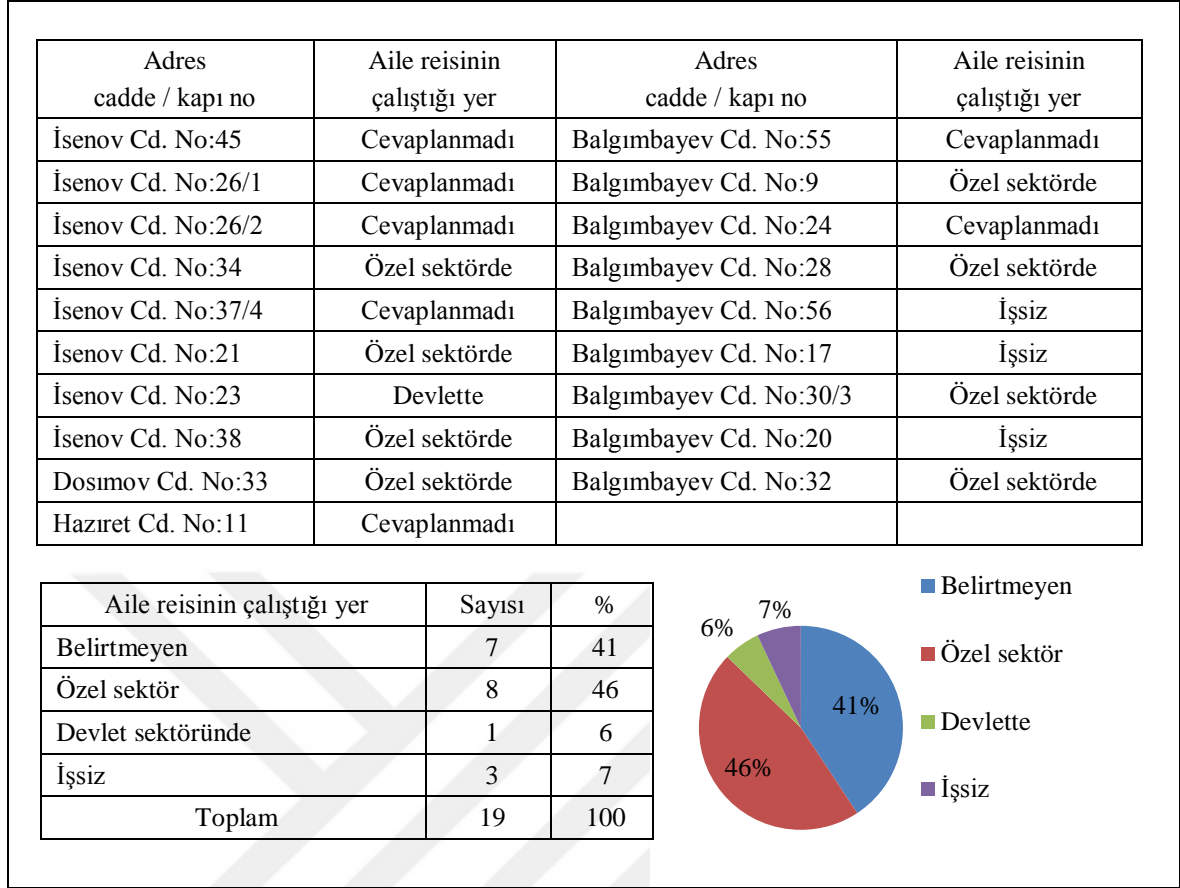 Adres
cadde / kapı no
Aile reisinin
çalıştığı yer
Adres
cadde / kapı no
Aile reisinin
çalıştığı yer
İsenov Cd. No:45 Cevaplanmadı Balgımbayev Cd. No:55 Cevaplanmadı
İsenov Cd. No:26/1 Cevaplanmadı Balgımbayev Cd. No:9 Özel sektörde
İsenov Cd. No:26/2 Cevaplanmadı Balgımbayev Cd. No:24 Cevaplanmadı
İsenov Cd. No:34 Özel sektörde Balgımbayev Cd. No:28 Özel sektörde
İsenov Cd. No:37/4 Cevaplanmadı Balgımbayev Cd. No:56 İşsiz
İsenov Cd. No:21 Özel sektörde Balgımbayev Cd. No:17 İşsiz
İsenov Cd. No:23 Devlette Balgımbayev Cd. No:30/3 Özel sektörde
İsenov Cd. No:38 Özel sektörde Balgımbayev Cd. No:20 İşsiz
Dosımov Cd. No:33 Özel sektörde Balgımbayev Cd. No:32 Özel sektörde
Hazıret Cd. No:11 Cevaplanmadı
Aile reisinin çalıştığı yer Sayısı %
Belirtmeyen 7 41
Özel sektör 8 46
Devlet sektöründe 1 6
İşsiz 3 7
Toplam 19 100
7%
6%
41%
46%
Belirtmeyen
Özel sektör
Devlette
İşsiz